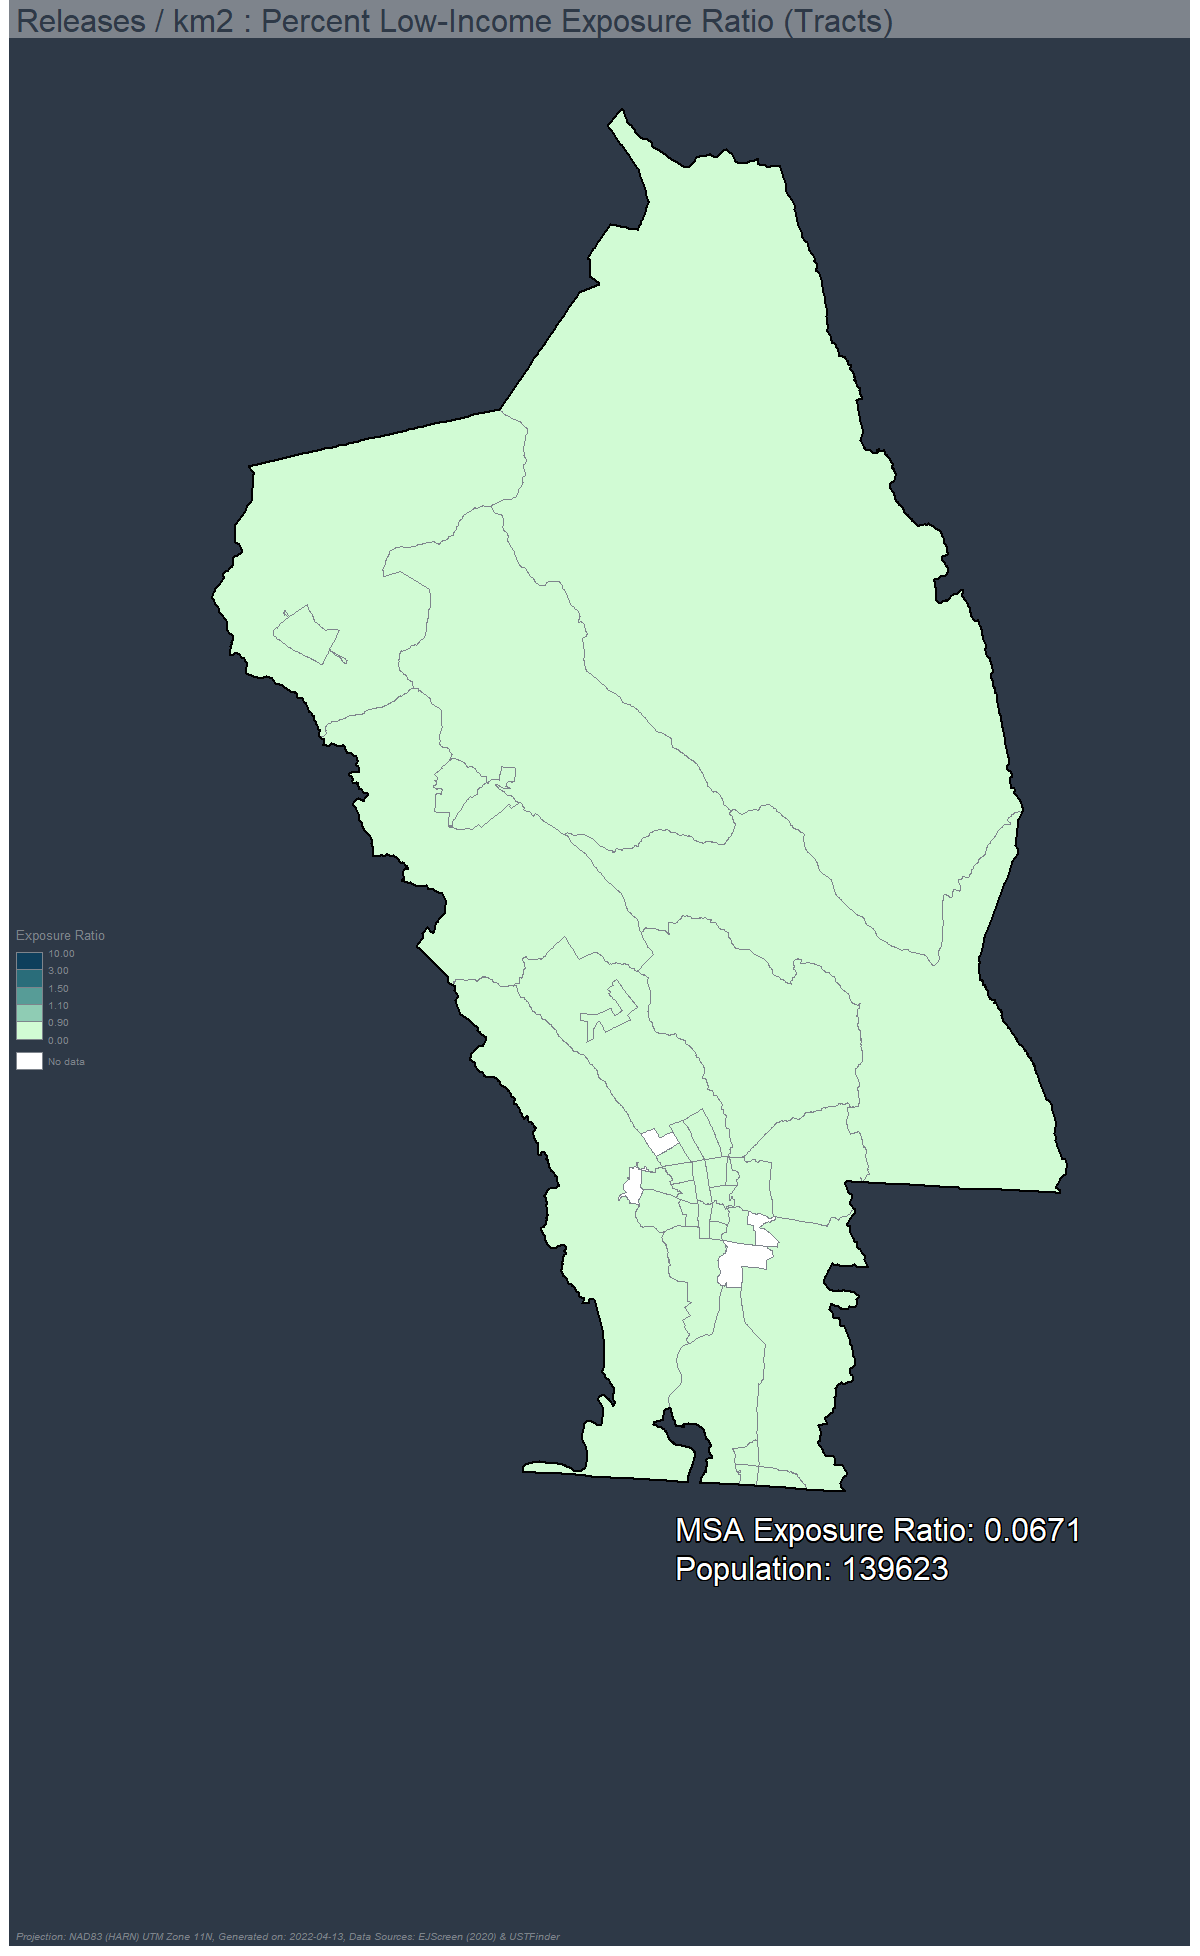 Releases / km2 : Percent Low-Income Exposure Ratio (Tracts)
Exposure Ratio
10.00
3.00
1.50
1.10
0.90
0.00
No data
MSA Exposure Ratio: 0.0671
Population: 139623
Projection: NAD83 (HARN) UTM Zone 11N, Generated on: 2022-04-13, Data Sources: EJScreen (2020) & USTFinder